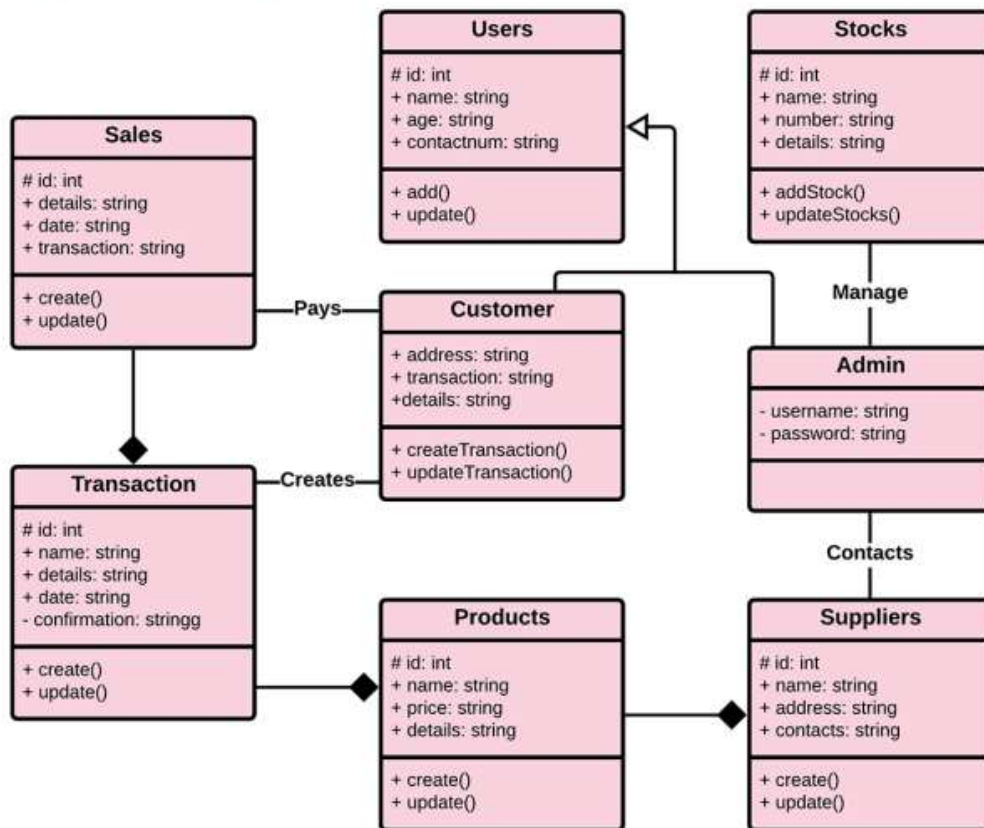 Users
# id: int
+ name: string
+ age: string
+ contactnum: string
+ add()
+ update()
Stocks
# id: int
+ name: string
+ number: string
+ details: string
+ addStock()
+ updateStocks()
Sales
# id: int
+ details: string
+ date: string
+ transaction: string
+ create()
+ update()
Pays
Customer
+ address: string
+ transaction: string
+details: string
+ createTransaction()
+ updateTransaction()
Manage
Admin
- username: string
- password: string
Creates
Transaction
# id: int
+ name: string
+ details: string
+ date: string
- confirmation: stringg
+ create()
+ update()
Contacts
Products
# id: int
+ name: string
+ price: string
+ details: string
+ create()
+ update()
Suppliers
# id: int
+ name: string
+ address: string
+ contacts: string
+ create()
+ update()